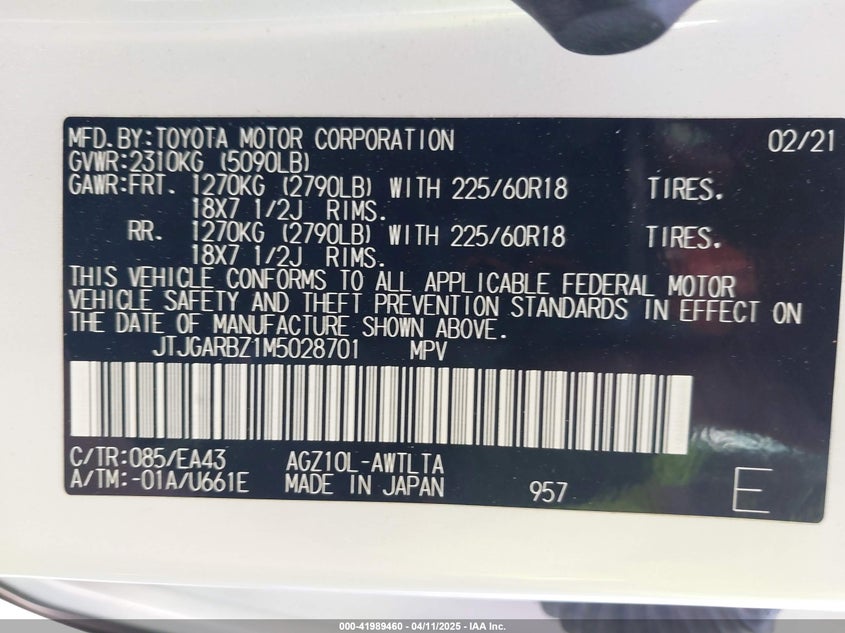 MFD.BY:TOYOTA MOTOR CORPORATION 02/21
GVWR:2310KG (5090LB)
GAWR:FRT. 1270KG (2790LB) WITH 225/60R18 TIRES.
18X7 1/2J RIMS.
RR. 1270KG (2790LB) WITH 225/60R18 TIRES.
18X7 1/2J RIMS.
THIS VEHICLE CONFORMS TO ALL APPLICABLE FEDERAL MOTOR
VEHICLE SAFETY AND THEFT PREVENTION STANDARDS IN EFFECT ON
THE DATE OF MANUFACTURE SHOWN ABOVE.
JTJGARBZ1M5028701 MPV
C/TR:085/EA43 AGZ10L-AWTLTA
A/TM:-01A/U661E MADE IN JAPAN 957 E
000-41989460 - 04/11/2025 - IAA Inc.